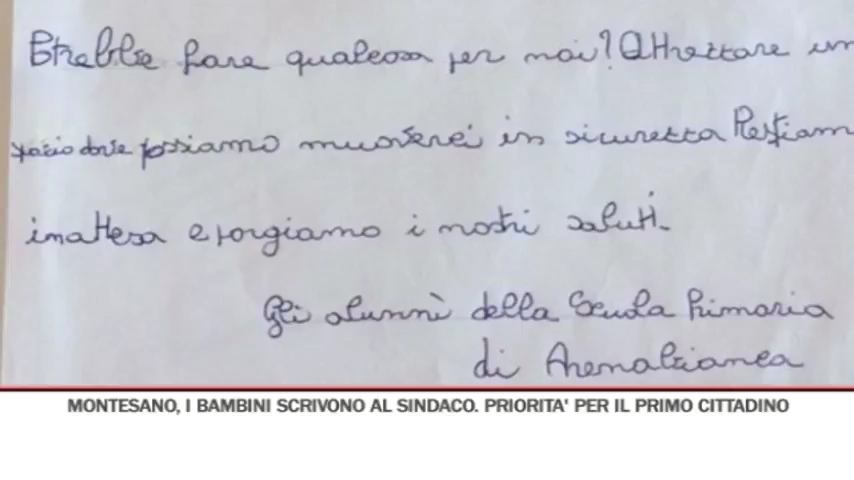 Potrebbe fare qualcosa per noi? Attrezzare un
spazio dove possiamo muoverci in sicurezza Restiam
in attesa e porgiamo i nostri saluti.
Gli alunni della Scuola Primaria
di Arenabianca
MONTESANO, I BAMBINI SCRIVONO AL SINDACO. PRIORITA' PER IL PRIMO CITTADINO